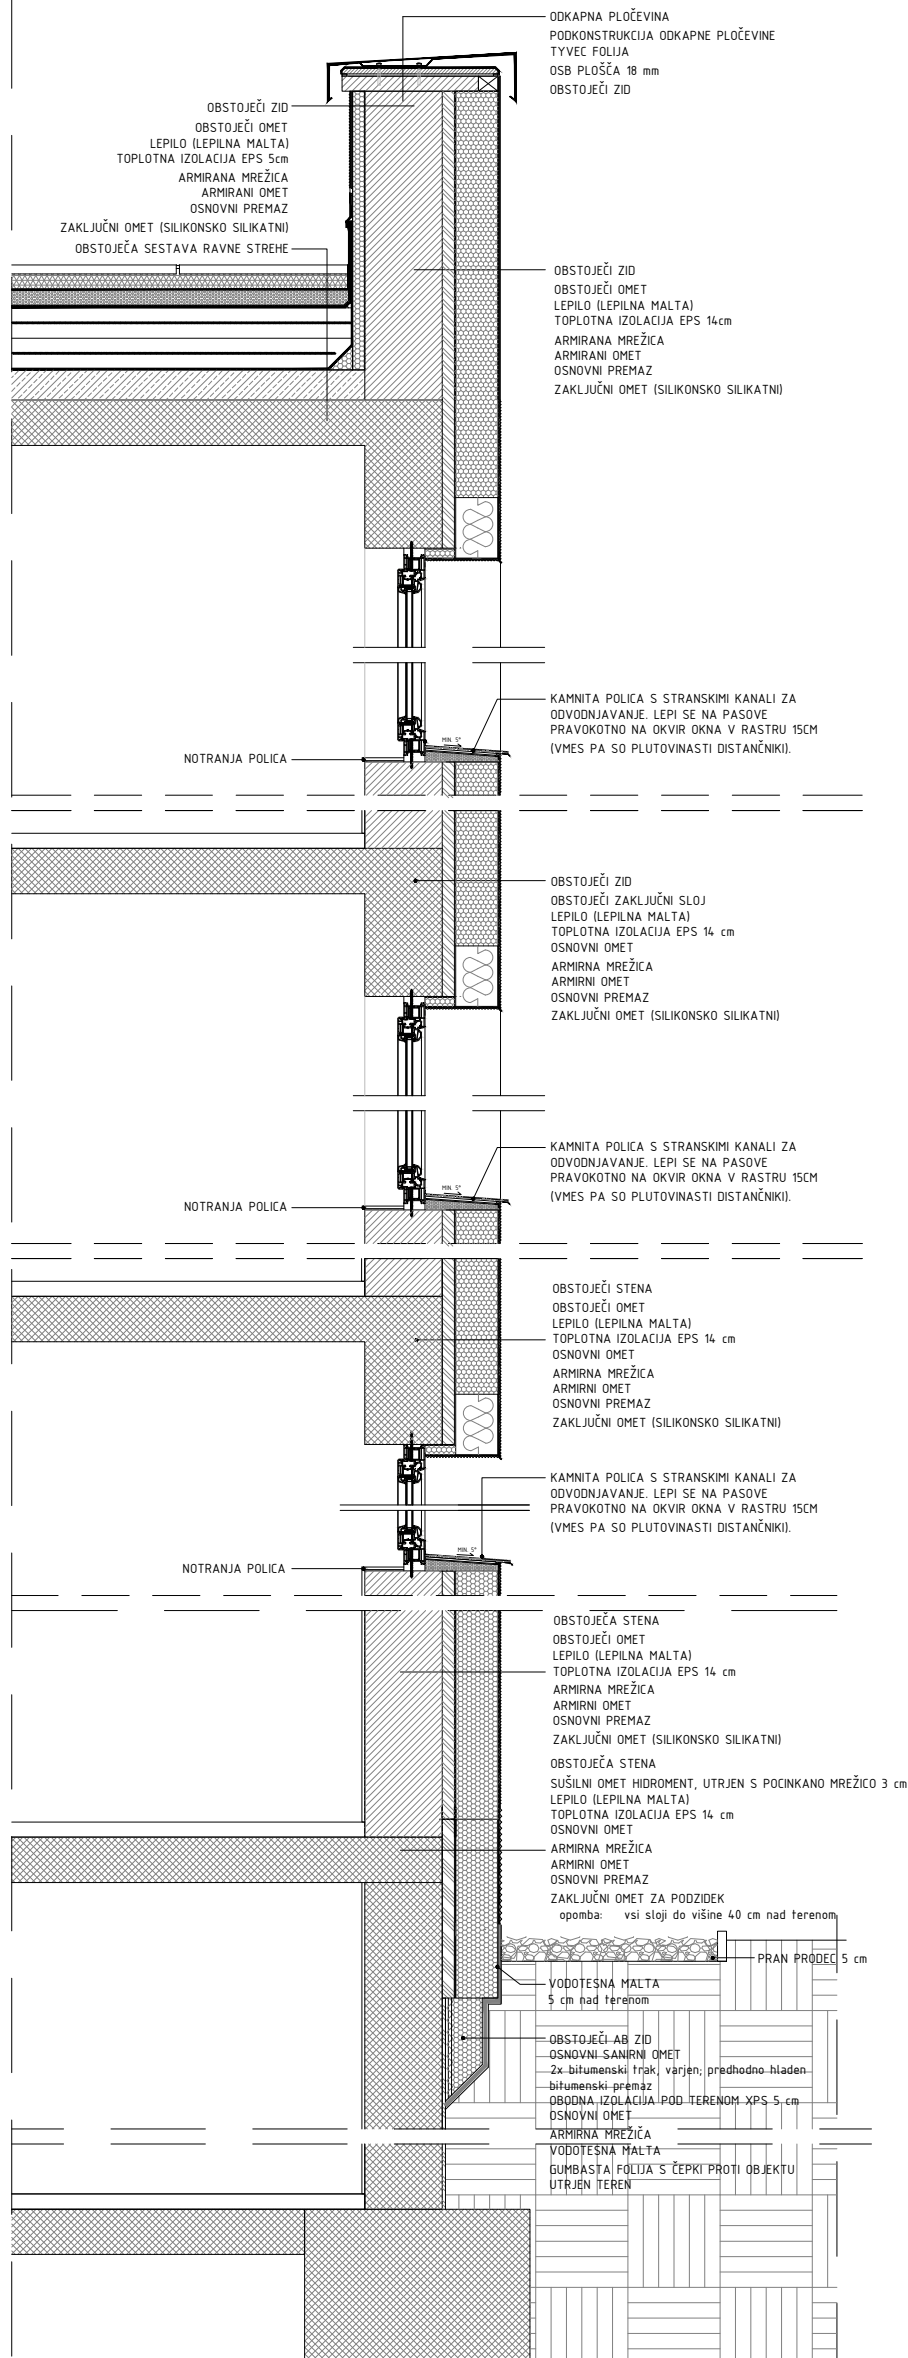 ODKAPNA PLOČEVINA
PODKONSTRUKCIJA ODKAPNE PLOČEVINE
TYVEC FOLIJA
OSB PLOŠČA 18 mm
OBSTOJEČI ZID
OBSTOJEČI ZID
OBSTOJEČI OMET
LEPILO (LEPILNA MALTA)
TOPLOTNA IZOLACIJA EPS 5cm
ARMIRANA MREŽICA
ARMIRANI OMET
OSNOVNI PREMAZ
ZAKLJUČNI OMET (SILIKONSKO SILIKATNI)
OBSTOJEČA SESTAVA RAVNE STREHE
OBSTOJEČI ZID
OBSTOJEČI OMET
LEPILO (LEPILNA MALTA)
TOPLOTNA IZOLACIJA EPS 14cm
ARMIRANA MREŽICA
ARMIRANI OMET
OSNOVNI PREMAZ
ZAKLJUČNI OMET (SILIKONSKO SILIKATNI)
KAMNITA POLICA S STRANSKIMI KANALI ZA
ODVODNJAVANJE. LEPI SE NA PASOVE
PRAVOKOTNO NA OKVIR OKNA V RASTRU 15CM
(VMES PA SO PLUTOVINASTI DISTANČNIKI).
MIN. 5°
NOTRANJA POLICA
OBSTOJEČI ZID
OBSTOJEČI ZAKLJUČNI SLOJ
LEPILO (LEPILNA MALTA)
TOPLOTNA IZOLACIJA EPS 14 cm
OSNOVNI OMET
ARMIRNA MREŽICA
ARMIRNI OMET
OSNOVNI PREMAZ
ZAKLJUČNI OMET (SILIKONSKO SILIKATNI)
KAMNITA POLICA S STRANSKIMI KANALI ZA
ODVODNJAVANJE. LEPI SE NA PASOVE
PRAVOKOTNO NA OKVIR OKNA V RASTRU 15CM
(VMES PA SO PLUTOVINASTI DISTANČNIKI).
MIN. 5°
NOTRANJA POLICA
OBSTOJEČI STENA
OBSTOJEČI OMET
LEPILO (LEPILNA MALTA)
TOPLOTNA IZOLACIJA EPS 14 cm
OSNOVNI OMET
ARMIRNA MREŽICA
ARMIRNI OMET
OSNOVNI PREMAZ
ZAKLJUČNI OMET (SILIKONSKO SILIKATNI)
KAMNITA POLICA S STRANSKIMI KANALI ZA
ODVODNJAVANJE. LEPI SE NA PASOVE
PRAVOKOTNO NA OKVIR OKNA V RASTRU 15CM
(VMES PA SO PLUTOVINASTI DISTANČNIKI).
MIN. 5°
NOTRANJA POLICA
OBSTOJEČA STENA
OBSTOJEČI OMET
LEPILO (LEPILNA MALTA)
TOPLOTNA IZOLACIJA EPS 14 cm
ARMIRNA MREŽICA
ARMIRNI OMET
OSNOVNI PREMAZ
ZAKLJUČNI OMET (SILIKONSKO SILIKATNI)
OBSTOJEČA STENA
SUŠILNI OMET HIDROMENT, UTRJEN S POCINKANO MREŽICO 3 cm
LEPILO (LEPILNA MALTA)
TOPLOTNA IZOLACIJA EPS 14 cm
OSNOVNI OMET
ARMIRNA MREŽICA
ARMIRNI OMET
OSNOVNI PREMAZ
ZAKLJUČNI OMET ZA PODZIDEK
opomba: vsi sloji do višine 40 cm nad terenom
PRAN PRODEC 5 cm
VODOTESNA MALTA
5 cm nad terenom
OBSTOJEČI AB ZID
OSNOVNI SANIRNI OMET
2x bitumenski trak, varjen; predhodno hladen
bitumenski premaz
OBODNA IZOLACIJA POD TERENOM XPS 5 cm
OSNOVNI OMET
ARMIRNA MREŽICA
VODOTESNA MALTA
GUMBASTA FOLIJA S ČEPKI PROTI OBJEKTU
UTRJEN TEREN